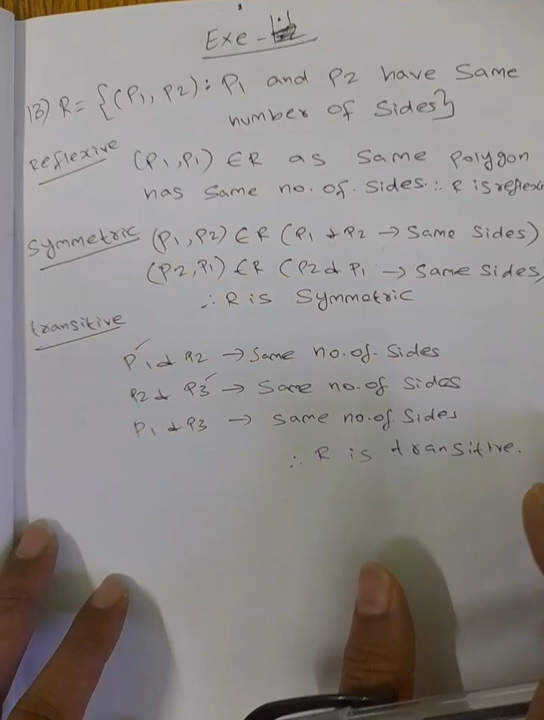 Exe -
13) R = {(P1, P2) : P1 and P2 have Same
number of Sides}
Reflexive (P1, P1) ∈ R as Same Polygon
has Same no. of. Sides. ∴ R is reflexive
Symmetric (P1, P2) ∈ R (P1 & P2 → Same Sides)
(P2, P1) ∈ R (P2 & P1 → Same Sides)
∴ R is Symmetric
transitive
P1 & P2 → Same no. of. Sides
P2 & P3 → Same no. of Sides
P1 & P3 → Same no. of. Sides
∴ R is transitive.